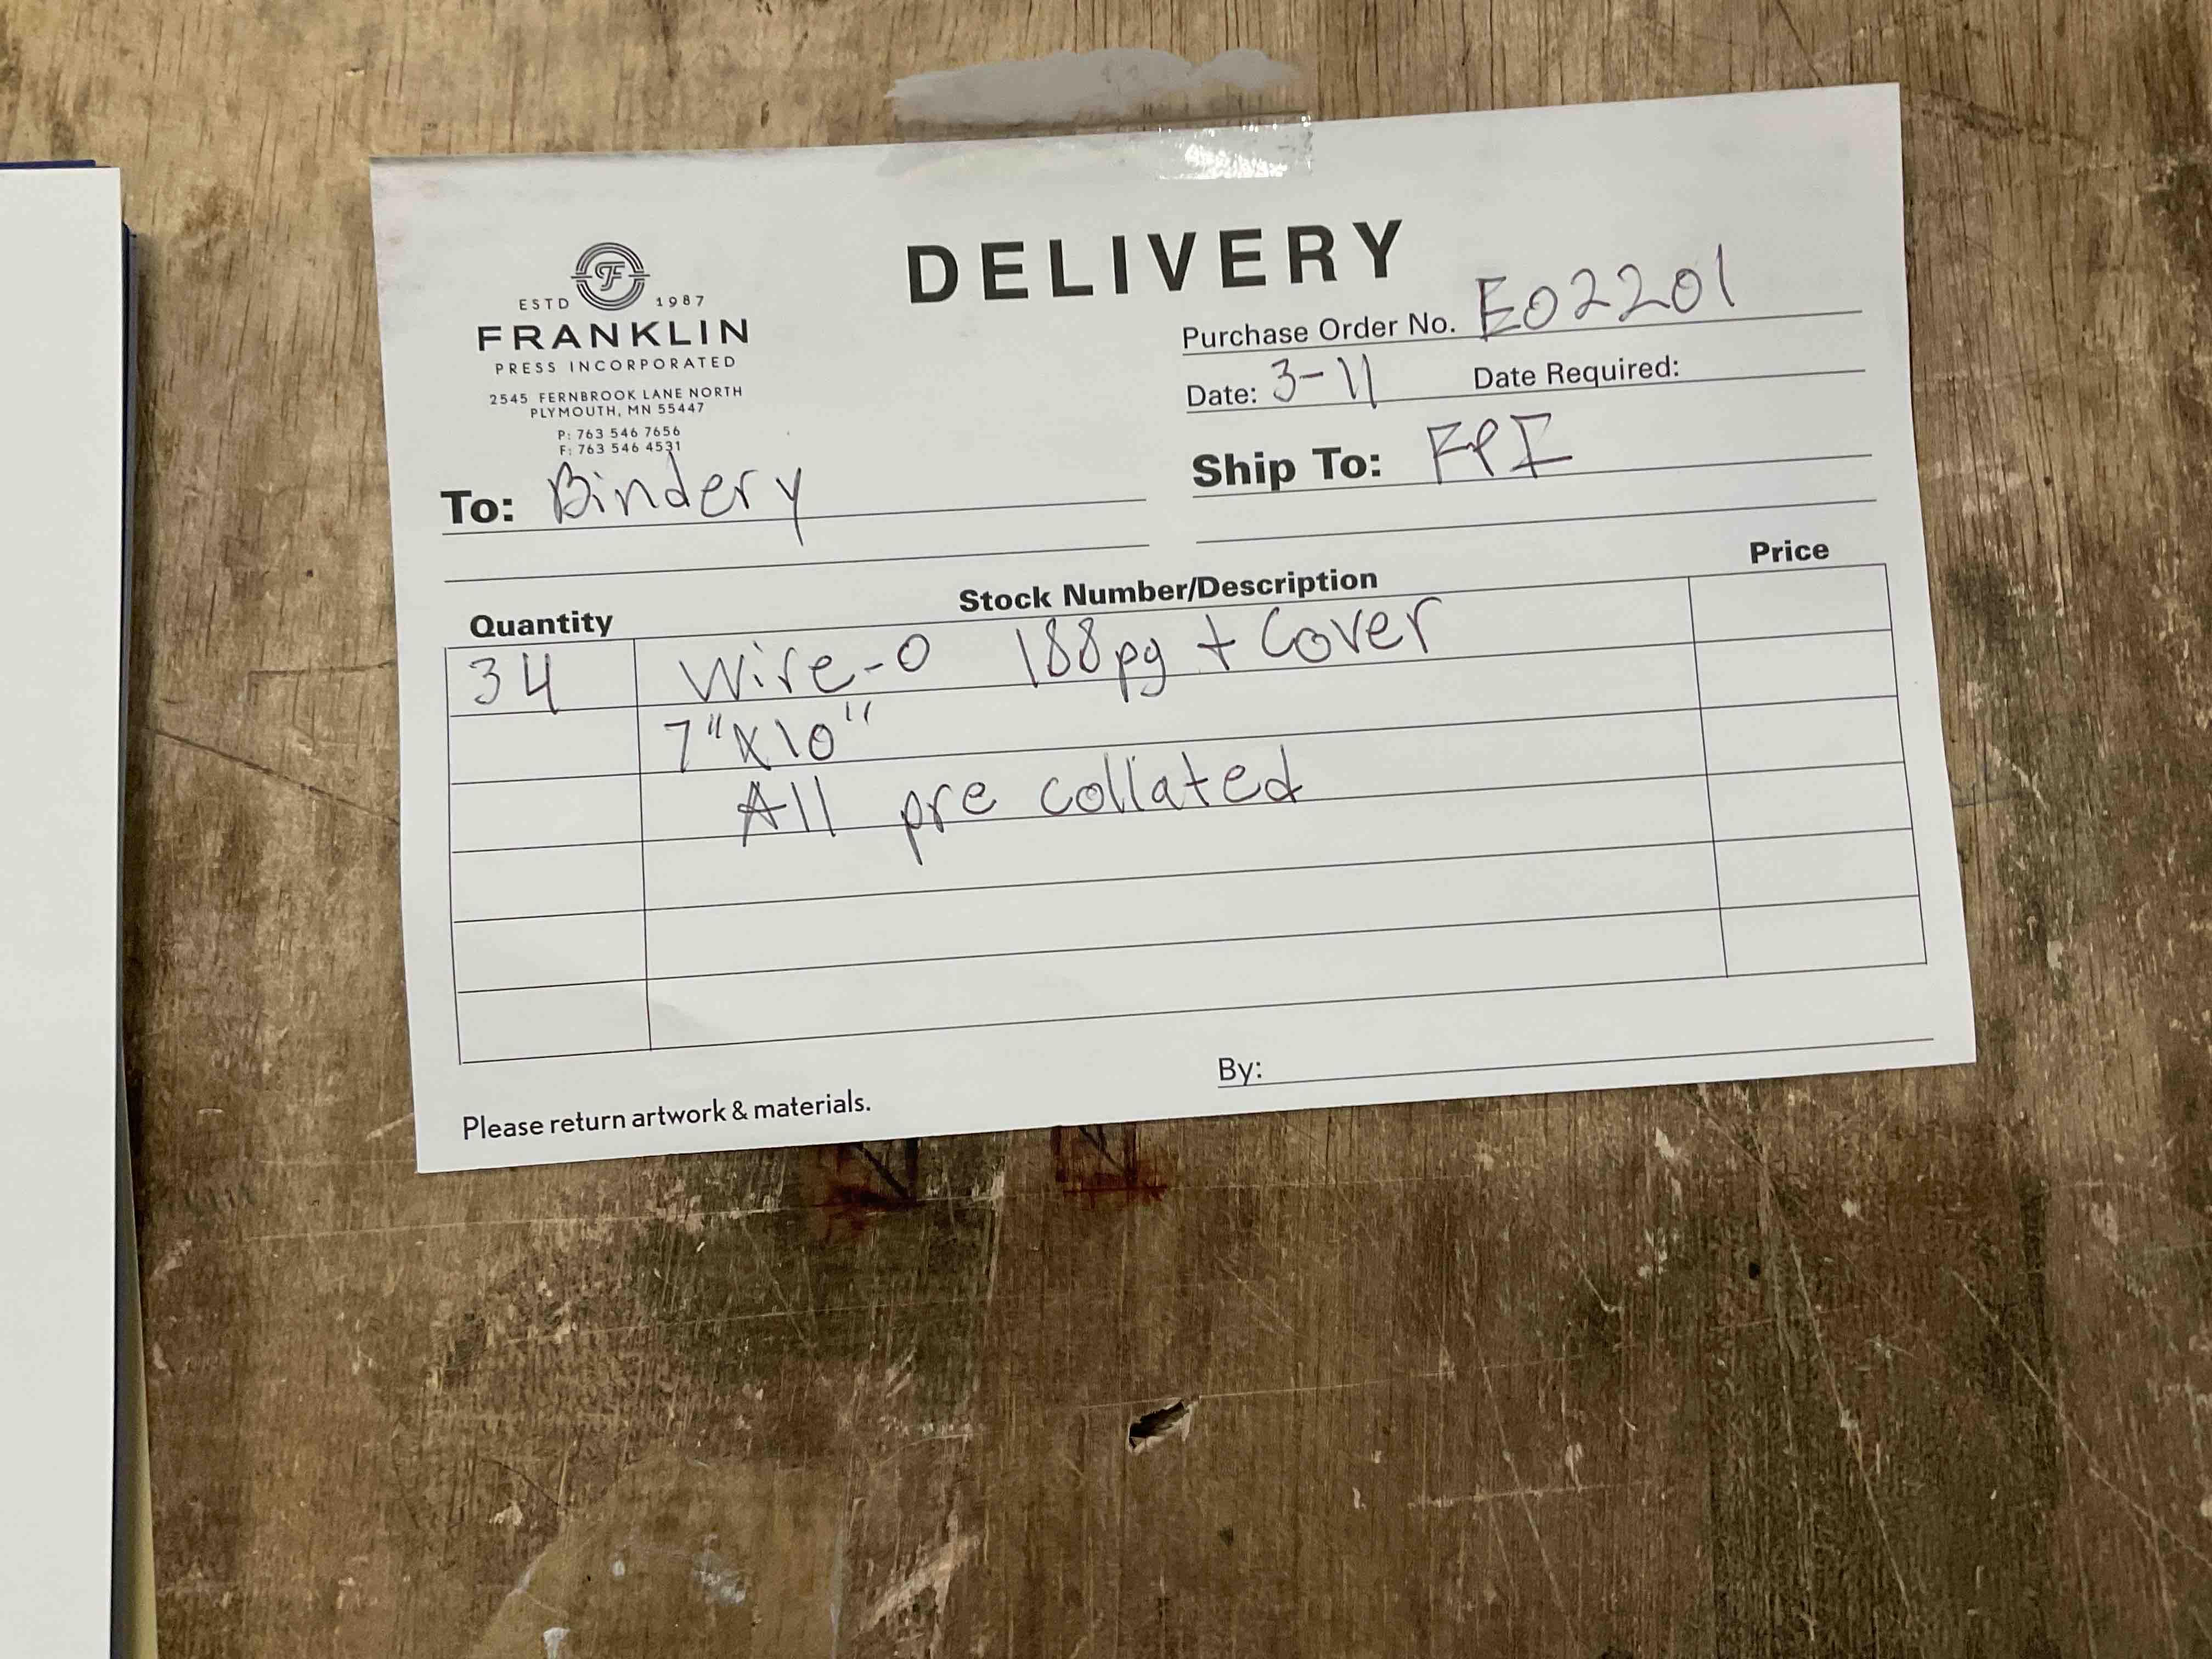 DELIVERY
F
ESTD 1987
FRANKLIN
PRESS INCORPORATED
2545 FERNBROOK LANE NORTH
PLYMOUTH, MN 55447
P: 763 546 7656
F: 763 546 4531
Purchase Order No. E02201
Date: 3-11 Date Required:
To: Bindery
Ship To: FPI
Quantity Stock Number/Description Price
34 Wire-O 188pg + Cover
7"X10"
All pre collated
Please return artwork & materials.
By: